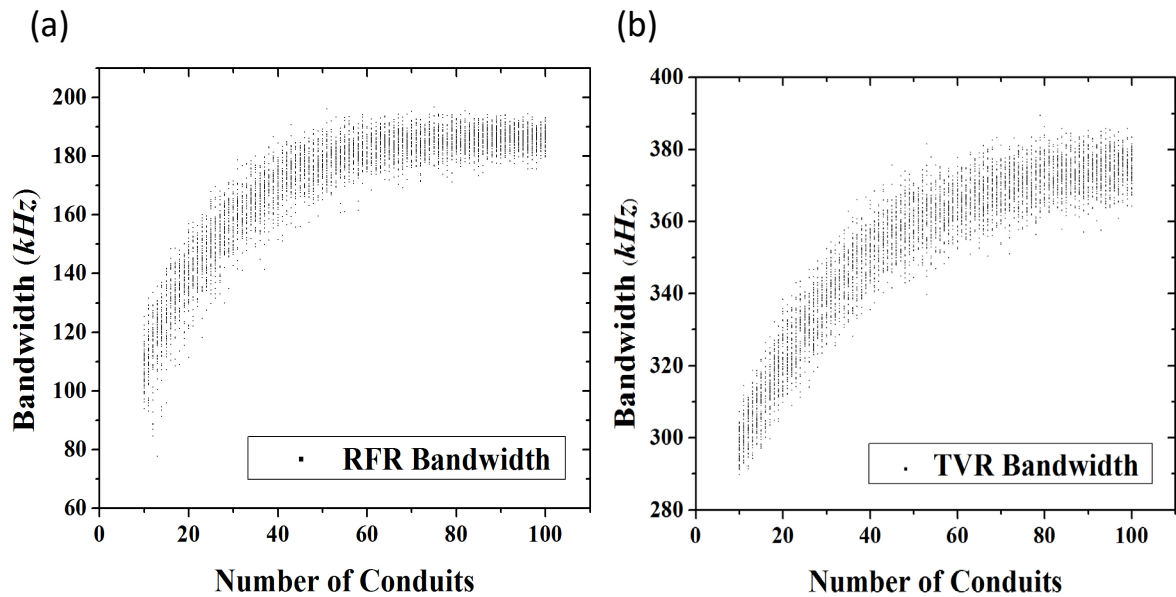 (a)
200
180
160
140
120
100
80
60
Bandwidth (kHz)
RFR Bandwidth
0 20 40 60 80 100
Number of Conduits
(b)
400
380
360
340
320
300
280
Bandwidth (kHz)
TVR Bandwidth
0 20 40 60 80 100
Number of Conduits